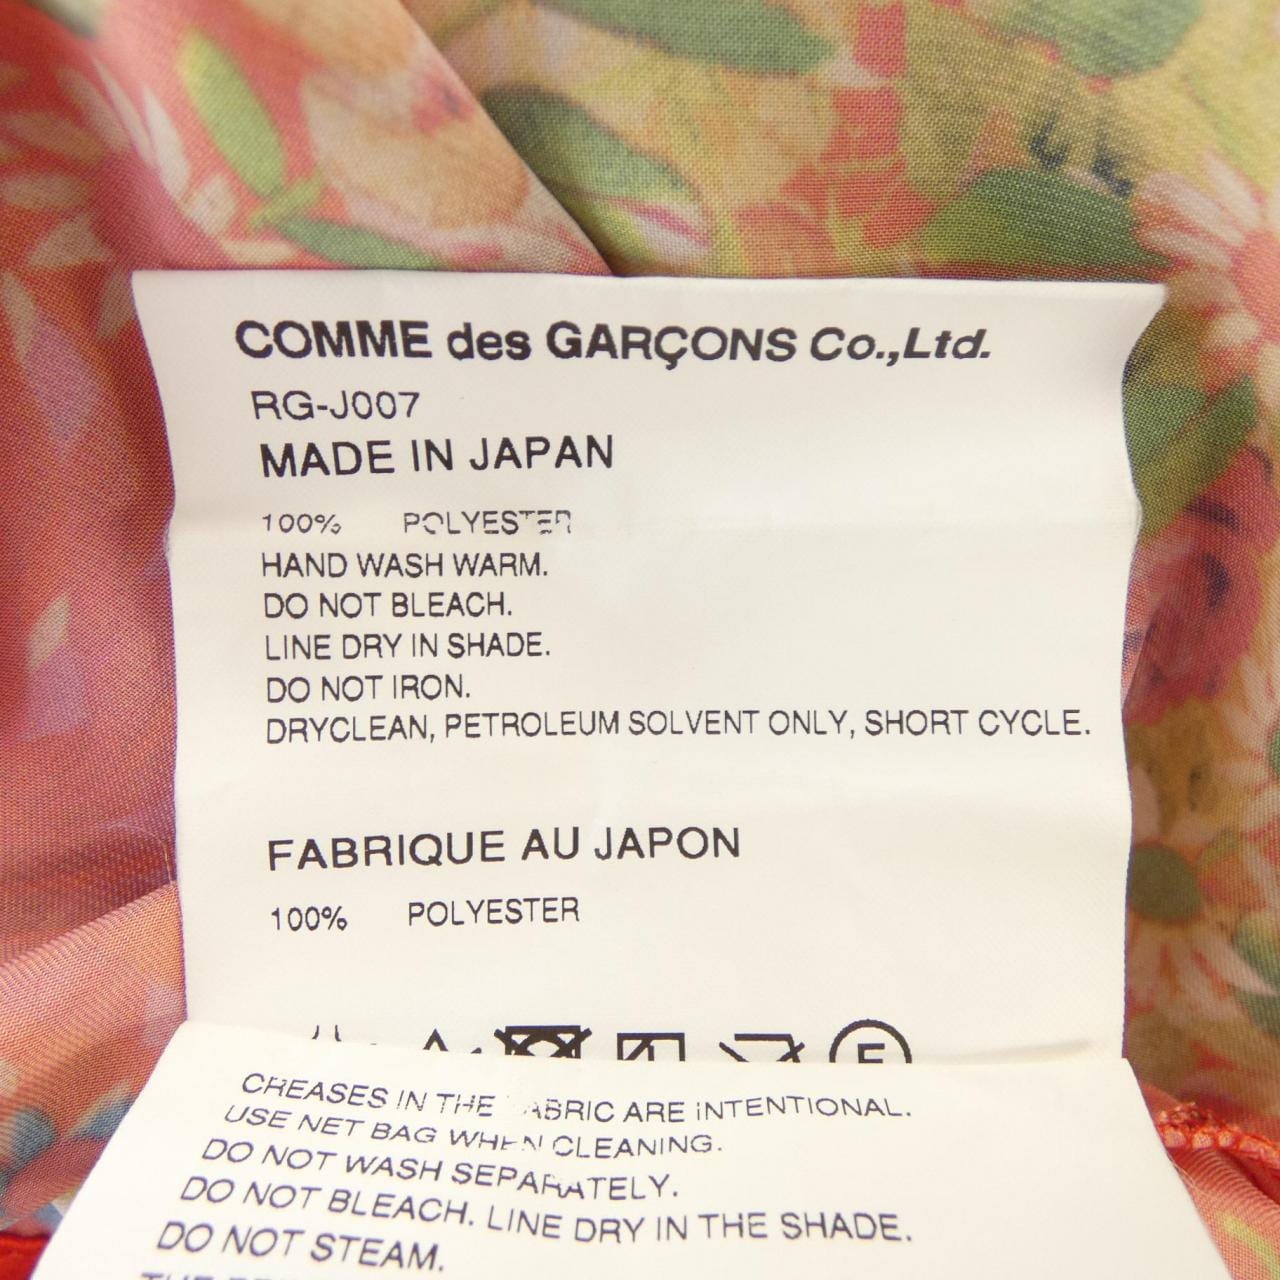 COMME des GARÇONS Co.,Ltd.
RG-J007
MADE IN JAPAN
100% POLYESTER
HAND WASH WARM.
DO NOT BLEACH.
LINE DRY IN SHADE.
DO NOT IRON.
DRYCLEAN, PETROLEUM SOLVENT ONLY, SHORT CYCLE.
FABRIQUE AU JAPON
100% POLYESTER
F
CREASES IN THE FABRIC ARE INTENTIONAL.
USE NET BAG WHEN CLEANING.
DO NOT WASH SEPARATELY.
DO NOT BLEACH. LINE DRY IN THE SHADE.
DO NOT STEAM.